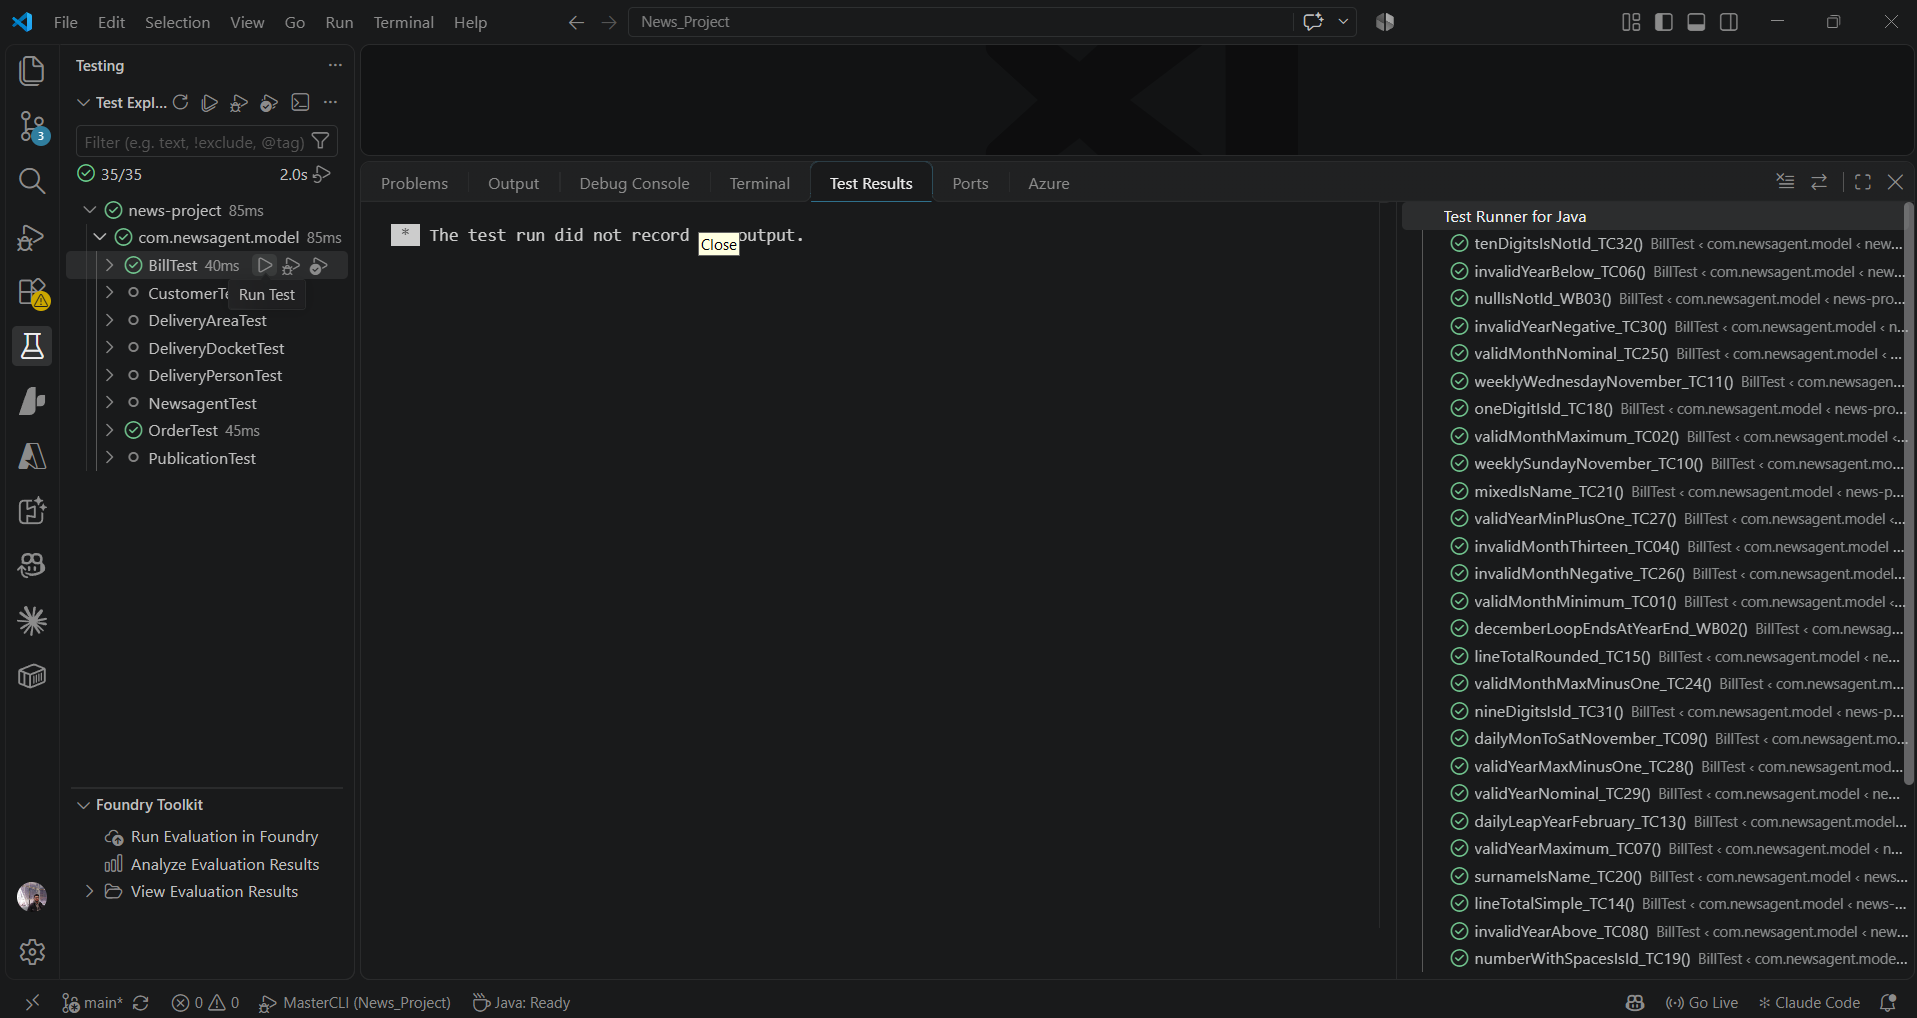 File Edit Selection View Go Run Terminal Help
News_Project
Testing
Test Expl...
Filter (e.g. text, !exclude, @tag)
35/35 2.0s
news-project 85ms
com.newsagent.model 85ms
BillTest 40ms
CustomerTe
Run Test
DeliveryAreaTest
DeliveryDocketTest
DeliveryPersonTest
NewsagentTest
OrderTest 45ms
PublicationTest
Foundry Toolkit
Run Evaluation in Foundry
Analyze Evaluation Results
View Evaluation Results
3
Problems Output Debug Console Terminal Test Results Ports Azure
* The test run did not record output.
Close
Test Runner for Java
tenDigitsIsNotId_TC32() BillTest ‹ com.newsagent.model ‹ new...
invalidYearBelow_TC06() BillTest ‹ com.newsagent.model ‹ new...
nullIsNotId_WB03() BillTest ‹ com.newsagent.model ‹ news-pro...
invalidYearNegative_TC30() BillTest ‹ com.newsagent.model ‹ n...
validMonthNominal_TC25() BillTest ‹ com.newsagent.model ‹ ...
weeklyWednesdayNovember_TC11() BillTest ‹ com.newsagen...
oneDigitIsId_TC18() BillTest ‹ com.newsagent.model ‹ news-pro...
validMonthMaximum_TC02() BillTest ‹ com.newsagent.model ‹...
weeklySundayNovember_TC10() BillTest ‹ com.newsagent.mo...
mixedIsName_TC21() BillTest ‹ com.newsagent.model ‹ news-p...
validYearMinPlusOne_TC27() BillTest ‹ com.newsagent.model ‹...
invalidMonthThirteen_TC04() BillTest ‹ com.newsagent.model ...
invalidMonthNegative_TC26() BillTest ‹ com.newsagent.model...
validMonthMinimum_TC01() BillTest ‹ com.newsagent.model ‹...
decemberLoopEndsAtYearEnd_WB02() BillTest ‹ com.newsag...
lineTotalRounded_TC15() BillTest ‹ com.newsagent.model ‹ ne...
validMonthMaxMinusOne_TC24() BillTest ‹ com.newsagent.m...
nineDigitsIsId_TC31() BillTest ‹ com.newsagent.model ‹ news-p...
dailyMonToSatNovember_TC09() BillTest ‹ com.newsagent.mo...
validYearMaxMinusOne_TC28() BillTest ‹ com.newsagent.mod...
validYearNominal_TC29() BillTest ‹ com.newsagent.model ‹ ne...
dailyLeapYearFebruary_TC13() BillTest ‹ com.newsagent.model...
validYearMaximum_TC07() BillTest ‹ com.newsagent.model ‹ n...
surnameIsName_TC20() BillTest ‹ com.newsagent.model ‹ news...
lineTotalSimple_TC14() BillTest ‹ com.newsagent.model ‹ news-...
invalidYearAbove_TC08() BillTest ‹ com.newsagent.model ‹ new...
numberWithSpacesIsId_TC19() BillTest ‹ com.newsagent.mode...
main* 0 0 MasterCLI (News_Project) Java: Ready Go Live Claude Code